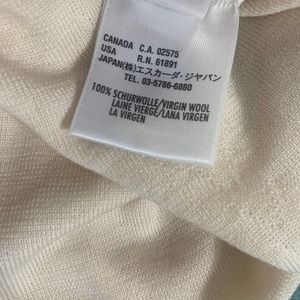 CANADA C.A. 02575
USA R.N. 61691
JAPAN(株)エスカーダ・ジャパン
TEL. 03-5786-6860
100% SCHURWOLLE/VIRGIN WOOL
LAINE VIERGE/LANA VIRGEN
LA VIRGEN